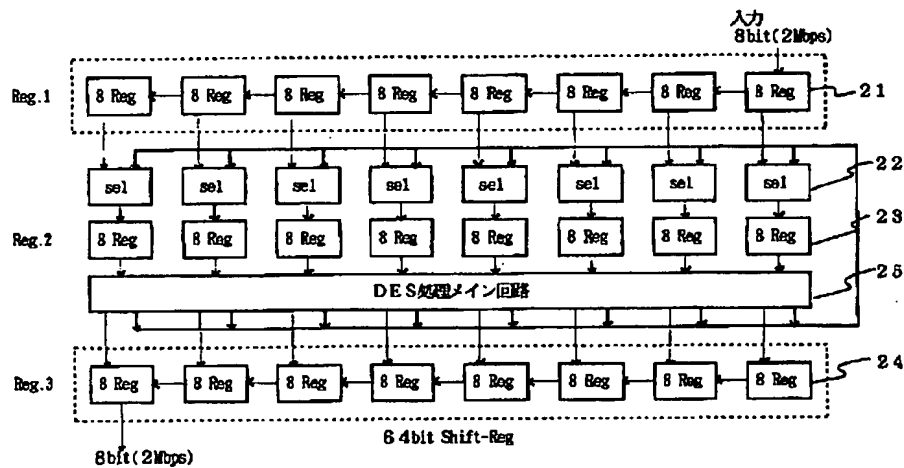 入力
8bit(2Mbps)
Reg.1
8 Reg 8 Reg 8 Reg 8 Reg 8 Reg 8 Reg 8 Reg 8 Reg
21
sel sel sel sel sel sel sel sel
22
Reg.2
8 Reg 8 Reg 8 Reg 8 Reg 8 Reg 8 Reg 8 Reg 8 Reg
23
DES処理メイン回路
25
Reg.3
8 Reg 8 Reg 8 Reg 8 Reg 8 Reg 8 Reg 8 Reg 8 Reg
24
64bit Shift-Reg
8bit(2Mbps)